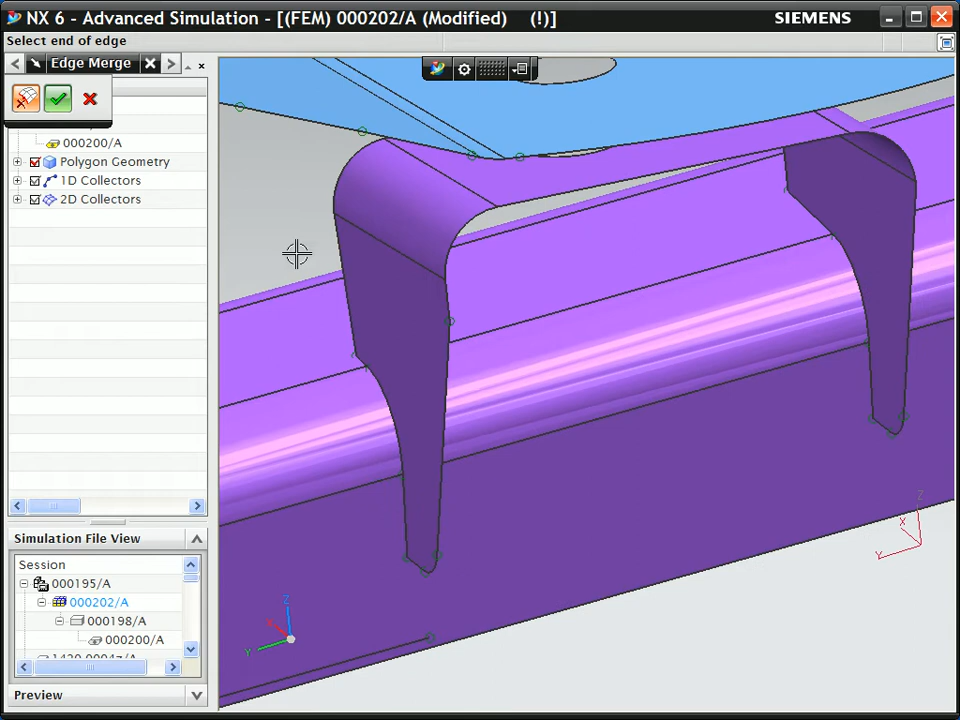 NX 6 - Advanced Simulation - [(FEM) 000202/A (Modified) (!)]
SIEMENS
Select end of edge
Edge Merge
000200/A
Polygon Geometry
1D Collectors
2D Collectors
Simulation File View
Session
000195/A
000202/A
000198/A
000200/A
Preview
Z
X
Y
Z
X
Y